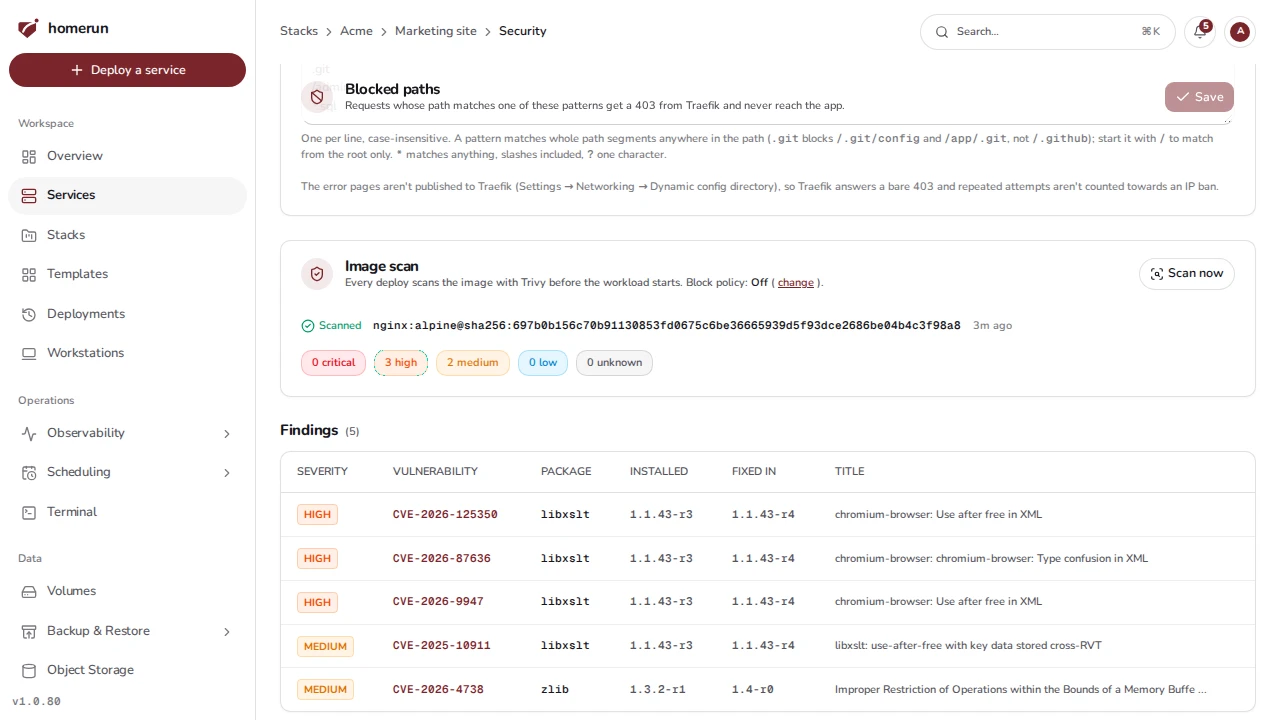 homerun
Deploy a service
Workspace
Overview
Services
Stacks
Templates
Deployments
Workstations
Operations
Observability
Scheduling
Terminal
Data
Volumes
Backup & Restore
Object Storage
v1.0.80
Stacks > Acme > Marketing site > Security
Search... ⌘K
5
A
.git
Blocked paths
Requests whose path matches one of these patterns get a 403 from Traefik and never reach the app.
Save
One per line, case-insensitive. A pattern matches whole path segments anywhere in the path (.git blocks /.git/config and /app/.git, not /.github); start it with / to match
from the root only. * matches anything, slashes included, ? one character.
The error pages aren't published to Traefik (Settings → Networking → Dynamic config directory), so Traefik answers a bare 403 and repeated attempts aren't counted towards an IP ban.
Image scan
Every deploy scans the image with Trivy before the workload starts. Block policy: Off ( change ).
Scan now
Scanned nginx:alpine@sha256:697b0b156c70b91130853fd0675c6be36665939d5f93dce2686be04b4c3f98a8 3m ago
0 critical 3 high 2 medium 0 low 0 unknown
Findings (5)
SEVERITY VULNERABILITY PACKAGE INSTALLED FIXED IN TITLE
HIGH CVE-2026-125350 libxslt 1.1.43-r3 1.1.43-r4 chromium-browser: Use after free in XML
HIGH CVE-2026-87636 libxslt 1.1.43-r3 1.1.43-r4 chromium-browser: chromium-browser: Type confusion in XML
HIGH CVE-2026-9947 libxslt 1.1.43-r3 1.1.43-r4 chromium-browser: Use after free in XML
MEDIUM CVE-2025-10911 libxslt 1.1.43-r3 1.1.43-r4 libxslt: use-after-free with key data stored cross-RVT
MEDIUM CVE-2026-4738 zlib 1.3.2-r1 1.4-r0 Improper Restriction of Operations within the Bounds of a Memory Buffe ...